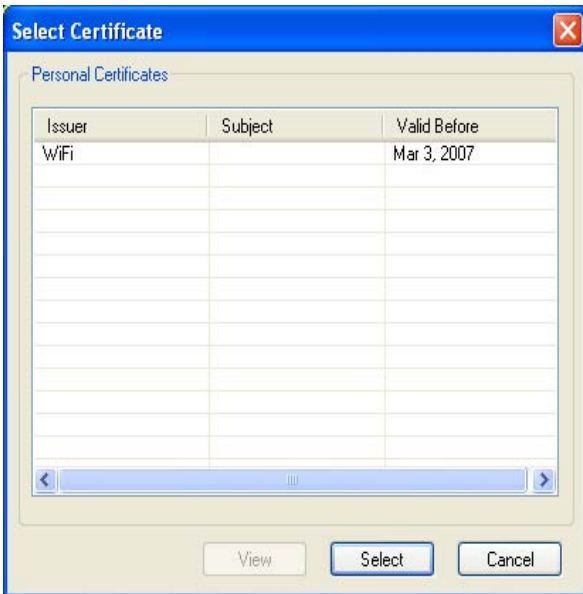 Select Certificate
Personal Certificates
Issuer Subject Valid Before
WiFi Mar 3, 2007
View Select Cancel